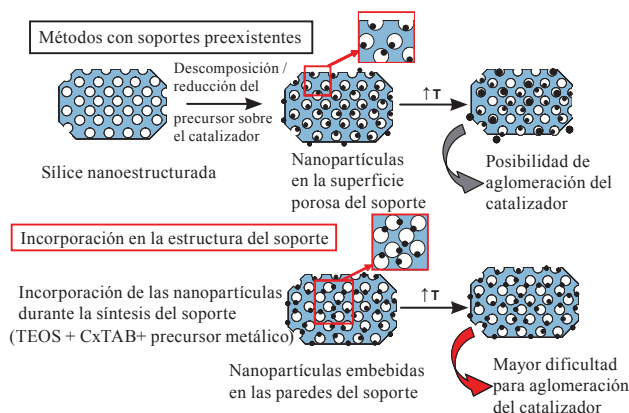 Métodos con soportes preexistentes
Descomposición /
reducción del
precursor sobre
el catalizador
↑T
Sílice nanoestructurada
Nanopartículas
en la superficie
porosa del soporte
Posibilidad de
aglomeración del
catalizador
Incorporación en la estructura del soporte
Incorporación de las nanopartículas
durante la síntesis del soporte
(TEOS + CxTAB+ precursor metálico)
↑T
Nanopartículas embebidas
en las paredes del soporte
Mayor dificultad
para aglomeración
del catalizador